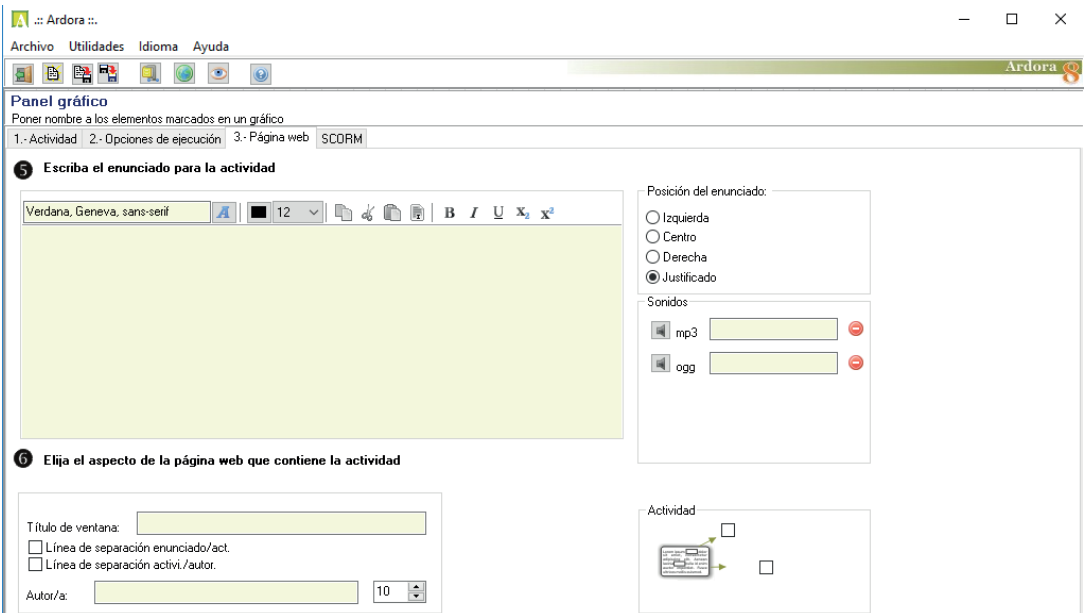 .:: Ardora ::.
Archivo Utilidades Idioma Ayuda
Ardora 8
Panel gráfico
Poner nombre a los elementos marcados en un gráfico
1.- Actividad 2.- Opciones de ejecución 3.- Página web SCORM
5 Escriba el enunciado para la actividad
Verdana, Geneva, sans-serif A 12 B I U X2 X2
Posición del enunciado:
Izquierda
Centro
Derecha
Justificado
Sonidos
mp3
ogg
6 Elija el aspecto de la página web que contiene la actividad
Título de ventana:
Línea de separación enunciado/act.
Línea de separación activi./autor.
Autor/a: 10
Actividad